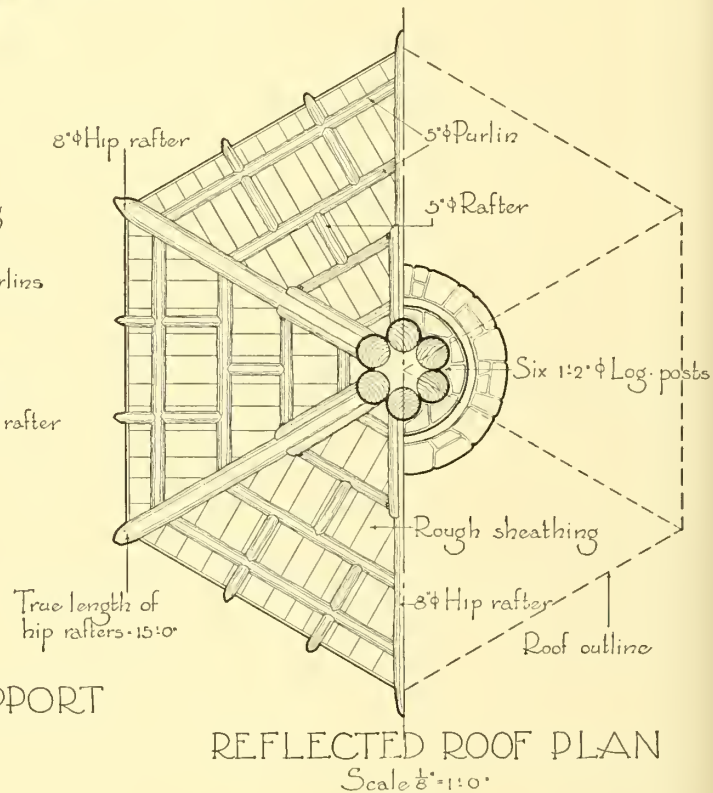 8"φ Hip rafter
5"φ Purlin
5"φ Rafter
rlins
Six 1'-2" φ Log-posts
rafter
Rough sheathing
8"φ Hip rafter
True length of
hip rafters-15'-0"
Roof outline
PPORT
REFLECTED ROOF PLAN
Scale ⅛"=1'-0"